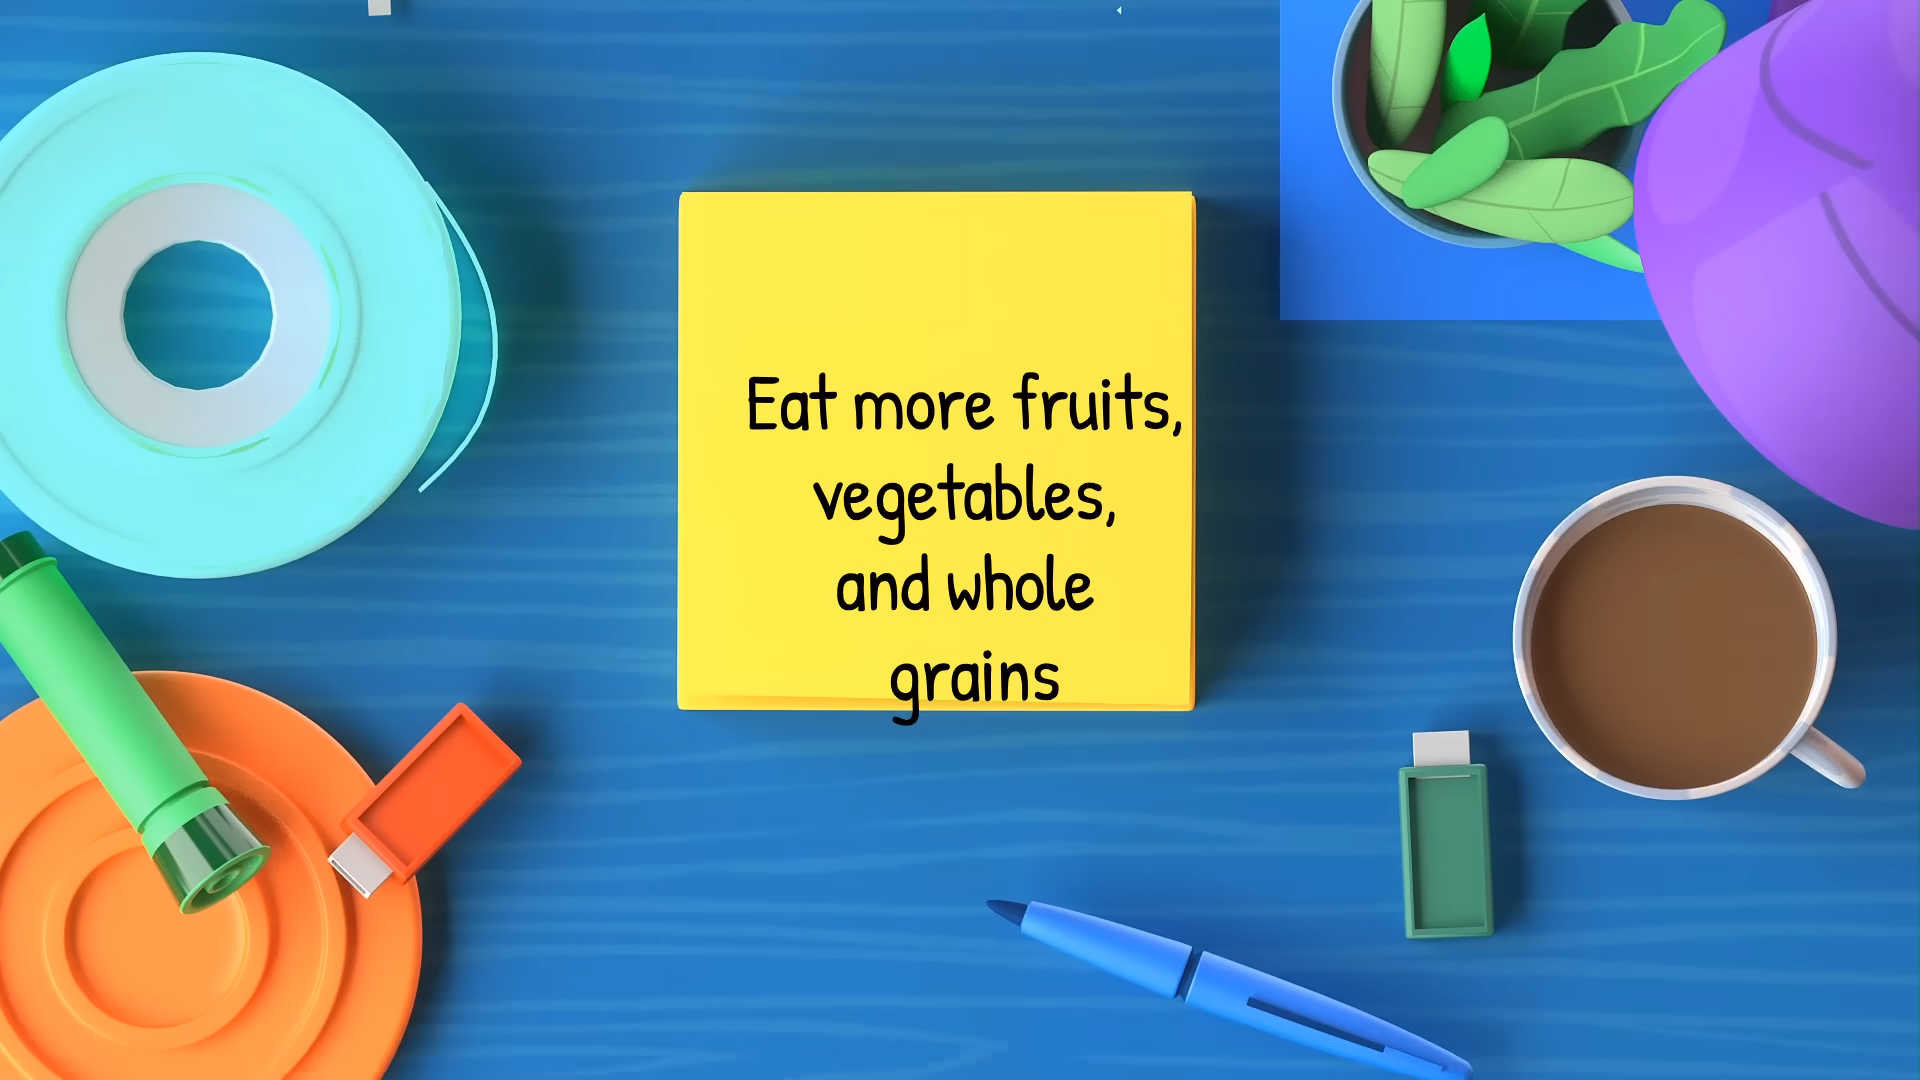 Eat more fruits,
vegetables,
and whole
grains